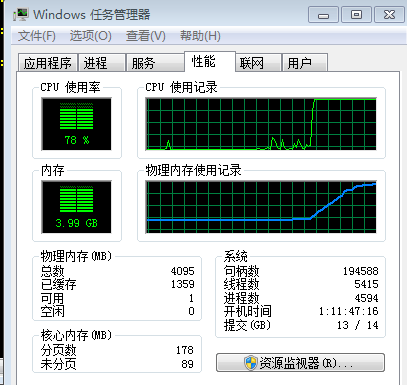 Windows 任务管理器
文件(F) 选项(O) 查看(V) 帮助(H)
应用程序 进程 服务 性能 联网 用户
CPU 使用率 CPU 使用记录
78 %
内存 物理内存使用记录
3.99 GB
物理内存(MB)
总数 4095
已缓存 1359
可用 1
空闲 0
系统
句柄数 194588
线程数 5415
进程数 4594
开机时间 1:11:47:16
提交(GB) 13 / 14
核心内存(MB)
分页数 178
未分页 89
资源监视器(R)...